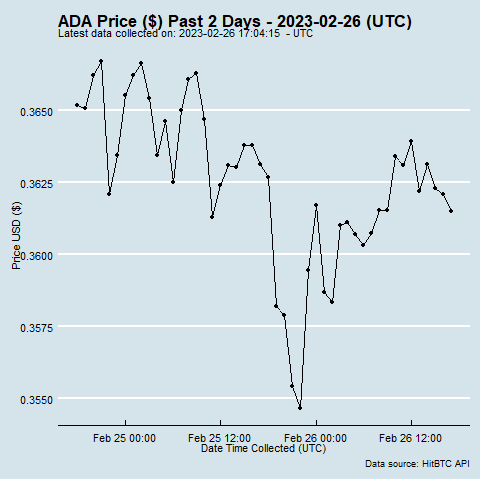 ADA Price ($) Past 2 Days - 2023-02-26 (UTC)
Latest data collected on: 2023-02-26 17:04:15 - UTC
0.3650
0.3625
0.3600
0.3575
0.3550
Price USD ($)
Feb 25 00:00 Feb 25 12:00 Feb 26 00:00 Feb 26 12:00
Date Time Collected (UTC)
Data source: HitBTC API